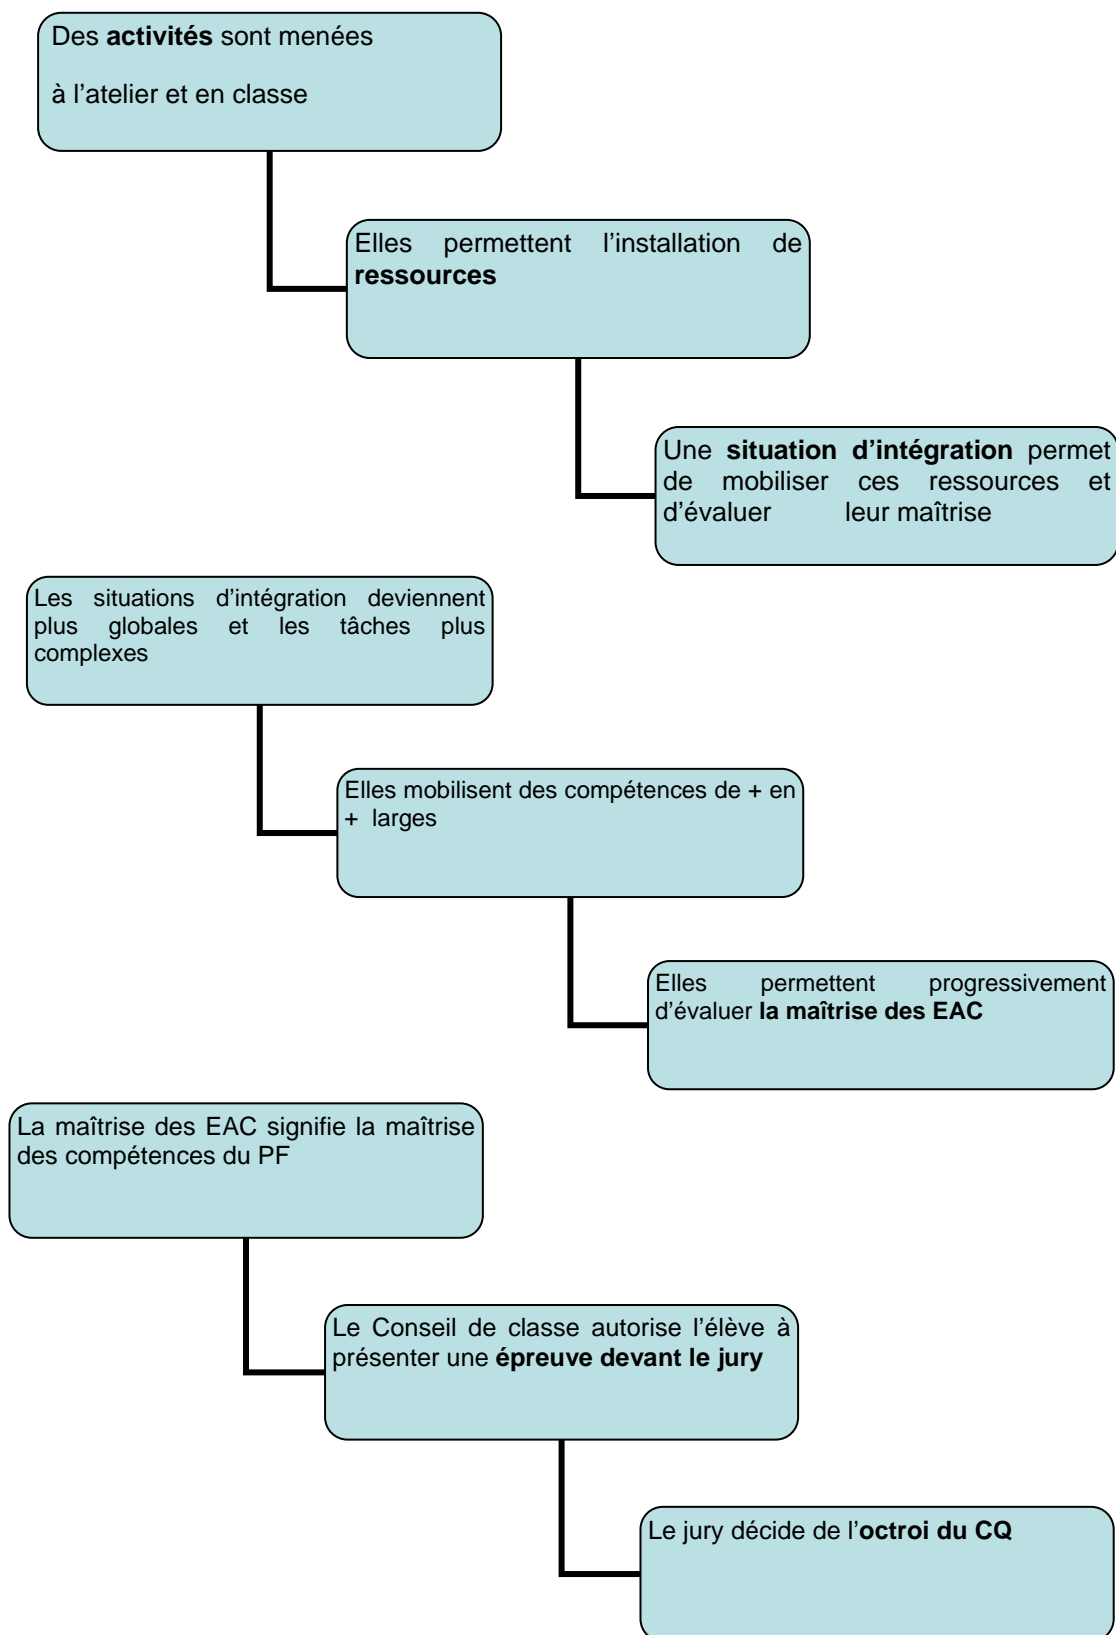 Des activités sont menées
à l’atelier et en classe
Elles permettent l’installation de
ressources
Une situation d’intégration permet
de mobiliser ces ressources et
d’évaluer leur maîtrise
Les situations d’intégration deviennent
plus globales et les tâches plus
complexes
Elles mobilisent des compétences de + en
+ larges
Elles permettent progressivement
d’évaluer la maîtrise des EAC
La maîtrise des EAC signifie la maîtrise
des compétences du PF
Le Conseil de classe autorise l’élève à
présenter une épreuve devant le jury
Le jury décide de l’octroi du CQ